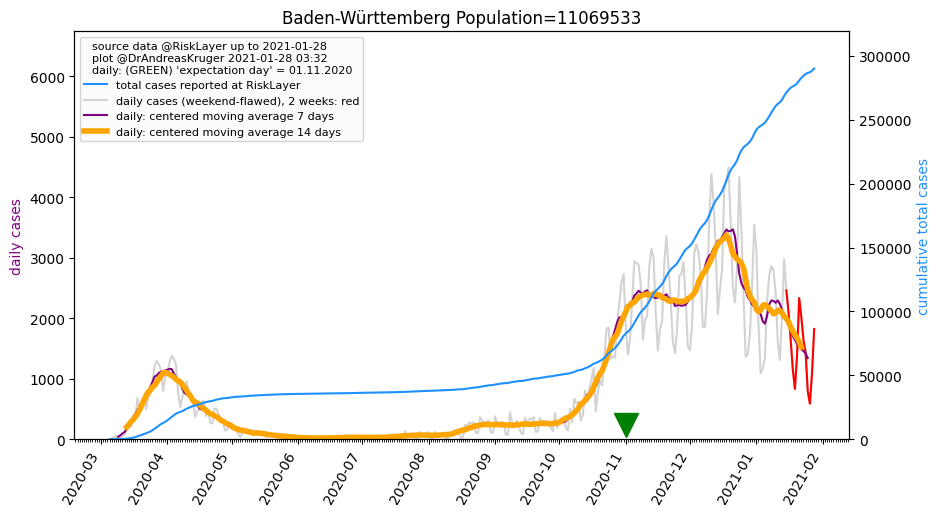 Baden-Württemberg Population=11069533
source data @RiskLayer up to 2021-01-28
plot @DrAndreasKruger 2021-01-28 03:32
daily: (GREEN) 'expectation day' = 01.11.2020
total cases reported at RiskLayer
daily cases (weekend-flawed), 2 weeks: red
daily: centered moving average 7 days
daily: centered moving average 14 days
daily cases
6000
5000
4000
3000
2000
1000
0
300000
250000
200000
150000
100000
50000
0
cumulative total cases
2020-03
2020-04
2020-05
2020-06
2020-07
2020-08
2020-09
2020-10
2020-11
2020-12
2021-01
2021-02